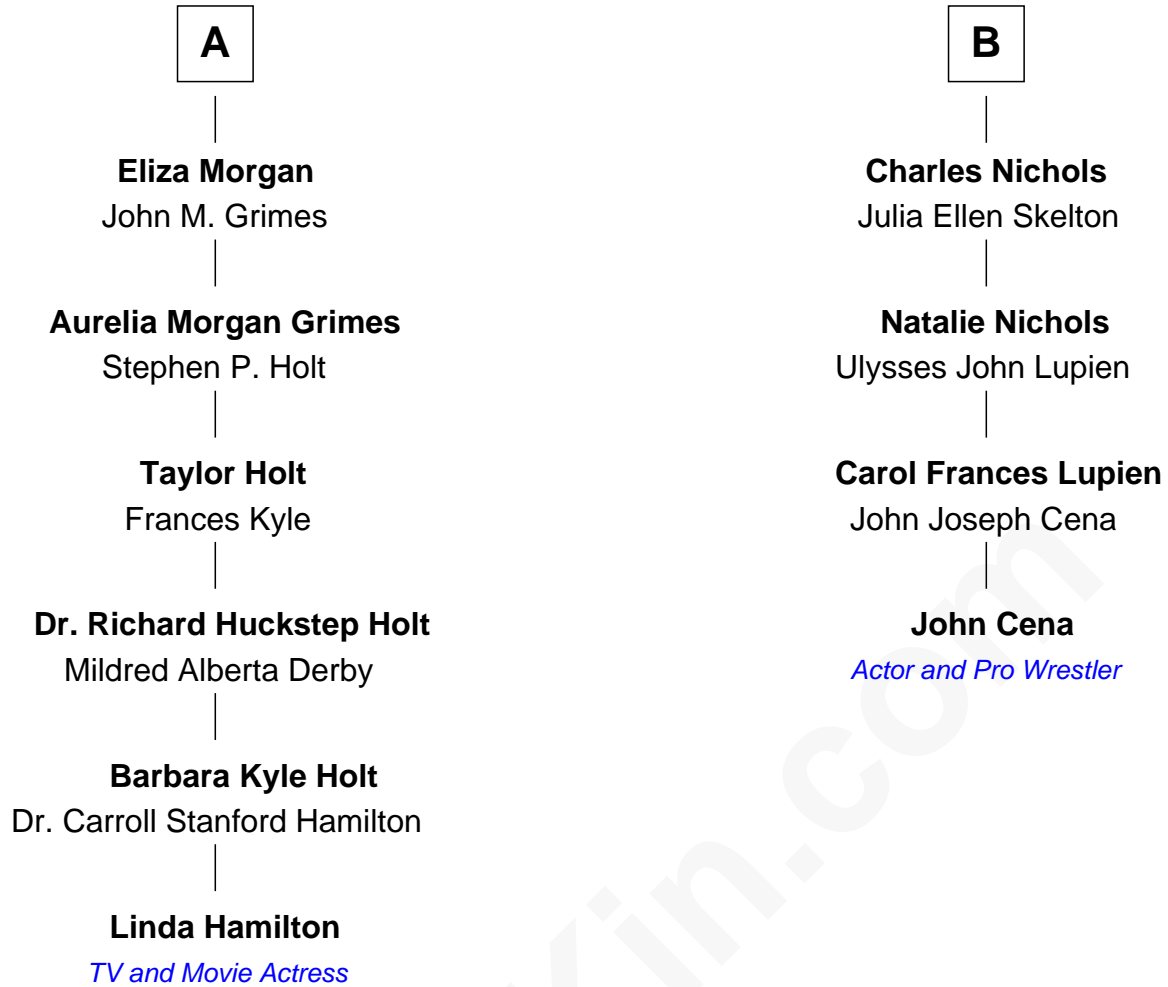 A
Eliza Morgan
John M. Grimes
Aurelia Morgan Grimes
Stephen P. Holt
Taylor Holt
Frances Kyle
Dr. Richard Huckstep Holt
Mildred Alberta Derby
Barbara Kyle Holt
Dr. Carroll Stanford Hamilton
Linda Hamilton
TV and Movie Actress
B
Charles Nichols
Julia Ellen Skelton
Natalie Nichols
Ulysses John Lupien
Carol Frances Lupien
John Joseph Cena
John Cena
Actor and Pro Wrestler